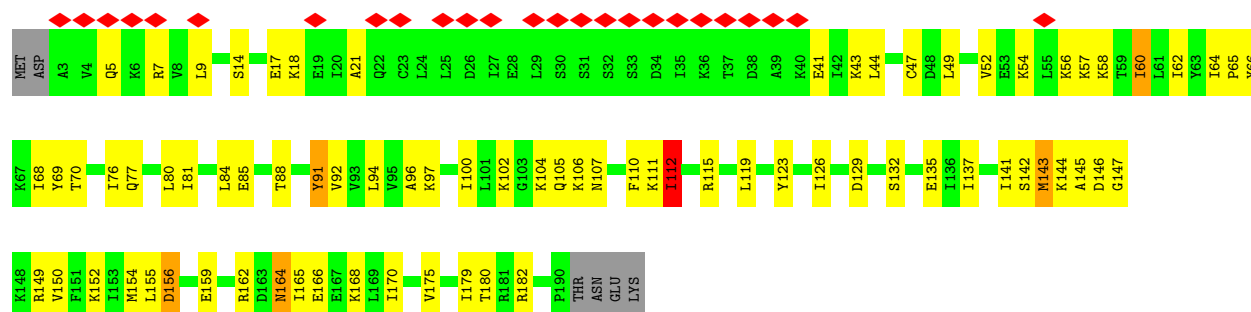 MET ASP A3 V4 Q5 K6 R7 V8 L9 S14 E17 K18 E19 I20 A21 Q22 C23 L24 L25 D26 I27 E28 L29 S30 S31 S32 S33 D34 I35 K36 T37 D38 A39 K40 E41 I42 K43 L44 C47 D48 L49 V52 E53 K54 L55 K56 K57 K58 T59 I60 L61 I62 Y63 I64 P65
K67 I68 Y69 T70 I76 Q77 L80 I81 L84 E85 T88 Y91 V92 V93 L94 V95 A96 K97 I100 L101 K102 G103 K104 Q105 K106 N107 F110 K111 I112 R115 L119 Y123 I126 D129 S132 E135 I136 I137 I141 S142 M143 K144 A145 D146 G147
K148 R149 V150 F151 K152 I153 M154 L155 D156 E159 R162 D163 N164 I165 E166 E167 K168 L169 I170 V175 I179 T180 R181 R182 P190 THR ASN GLU LYS